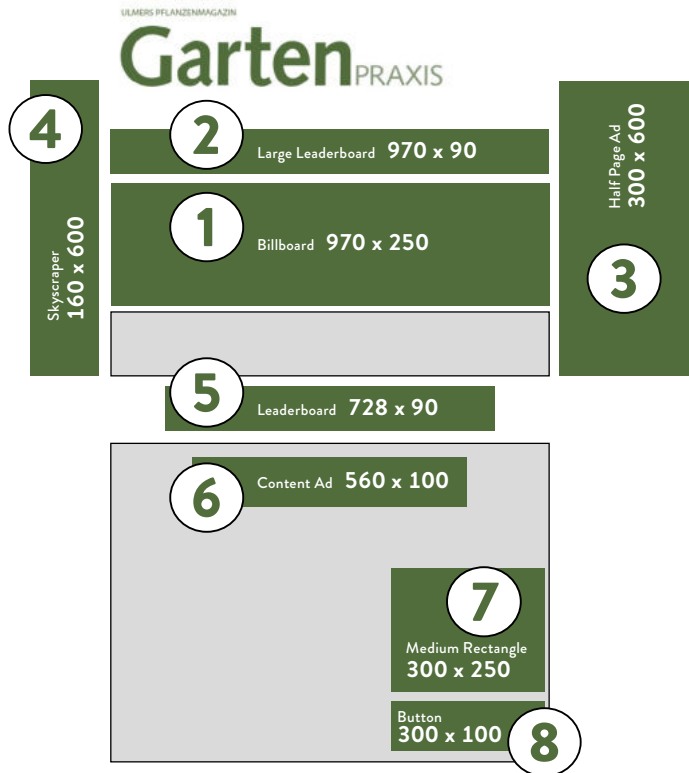 ULMERS PFLANZENMAGAZIN
GartenPRAXIS
4
Skyscraper
160 x 600
2
Large Leaderboard 970 x 90
1
Billboard 970 x 250
Half Page Ad
300 x 600
3
5
Leaderboard 728 x 90
6
Content Ad 560 x 100
7
Medium Rectangle
300 x 250
Button
300 x 100
8